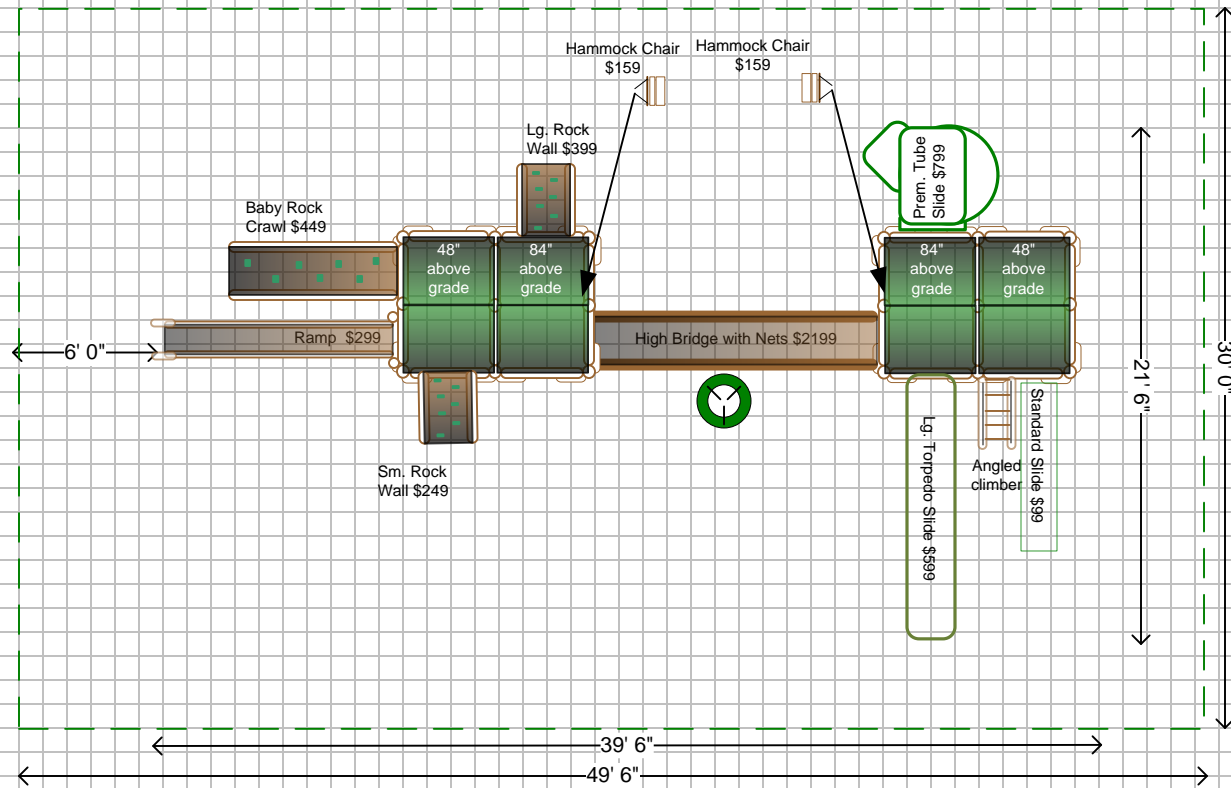 Hammock Chair
$159
Hammock Chair
$159
Lg. Rock
Wall $399
Prem. Tube
Slide $799
Baby Rock
Crawl $449
48"
above
grade
84"
above
grade
84"
above
grade
48"
above
grade
Ramp $299
High Bridge with Nets $2199
6' 0"
21' 6"
30' 0"
Sm. Rock
Wall $249
Lg. Torpedo Slide $599
Angled
climber
Standard Slide $99
39' 6"
49' 6"